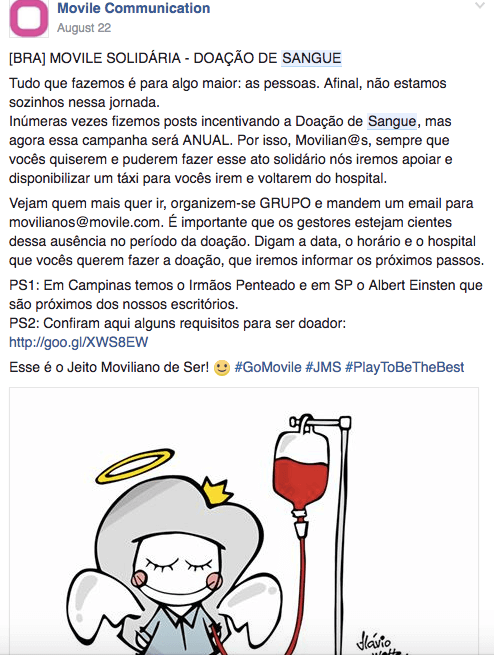 Movile Communication
August 22
[BRA] MOVILE SOLIDÁRIA - DOAÇÃO DE SANGUE
Tudo que fazemos é para algo maior: as pessoas. Afinal, não estamos
sozinhos nessa jornada.
Inúmeras vezes fizemos posts incentivando a Doação de Sangue, mas
agora essa campanha será ANUAL. Por isso, Movilian@s, sempre que
vocês quiserem e puderem fazer esse ato solidário nós iremos apoiar e
disponibilizar um táxi para vocês irem e voltarem do hospital.
Vejam quem mais quer ir, organizem-se GRUPO e mandem um email para
movilianos@movile.com. É importante que os gestores estejam cientes
dessa ausência no período da doação. Digam a data, o horário e o hospital
que vocês querem fazer a doação, que iremos informar os próximos passos.
PS1: Em Campinas temos o Irmãos Penteado e em SP o Albert Einsten que
são próximos dos nossos escritórios.
PS2: Confiram aqui alguns requisitos para ser doador:
http://goo.gl/XWS8EW
Esse é o Jeito Moviliano de Ser! 🙂 #GoMovile #JMS #PlayToBeTheBest
flávio